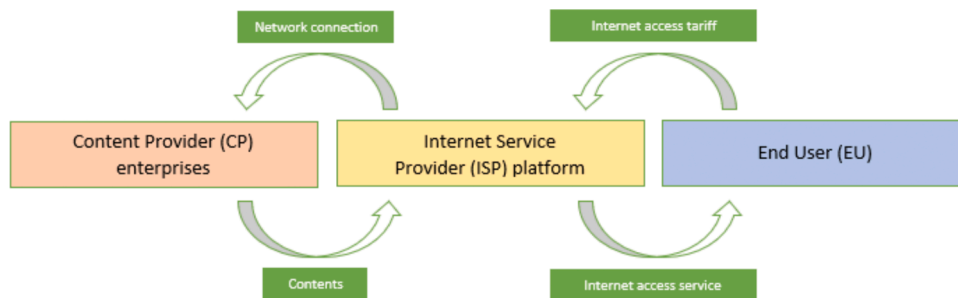 Network connection
Internet access tariff
Content Provider (CP)
enterprises
Internet Service
Provider (ISP) platform
End User (EU)
Contents
Internet access service